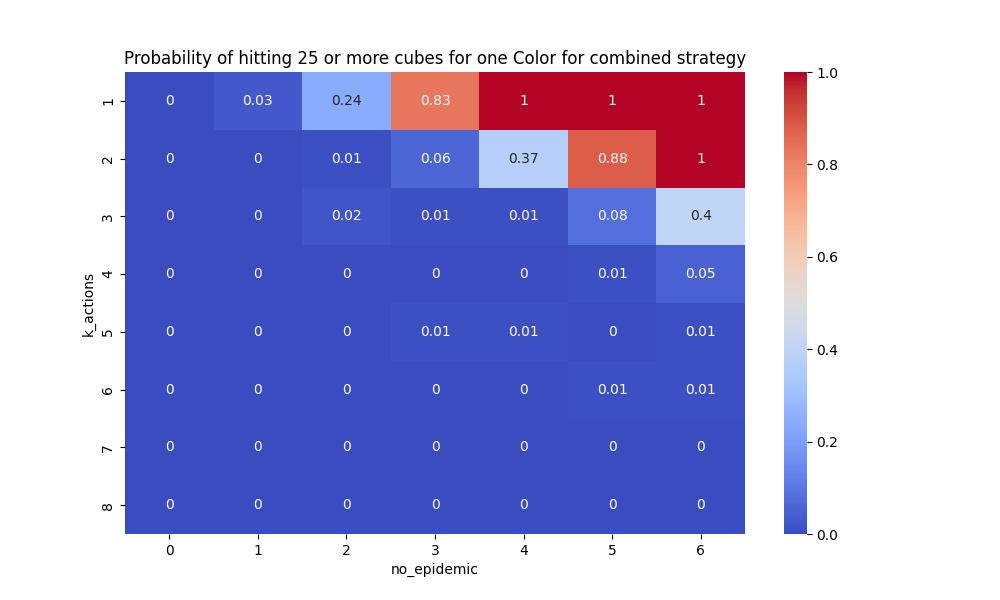 Probability of hitting 25 or more cubes for one Color for combined strategy
1 0 0.03 0.24 0.83 1 1 1
2 0 0 0.01 0.06 0.37 0.88 1
3 0 0 0.02 0.01 0.01 0.08 0.4
4 0 0 0 0 0 0.01 0.05
5 0 0 0 0.01 0.01 0 0.01
6 0 0 0 0 0 0.01 0.01
7 0 0 0 0 0 0 0
8 0 0 0 0 0 0 0
k_actions
0 1 2 3 4 5 6
no_epidemic
1.0
0.8
0.6
0.4
0.2
0.0